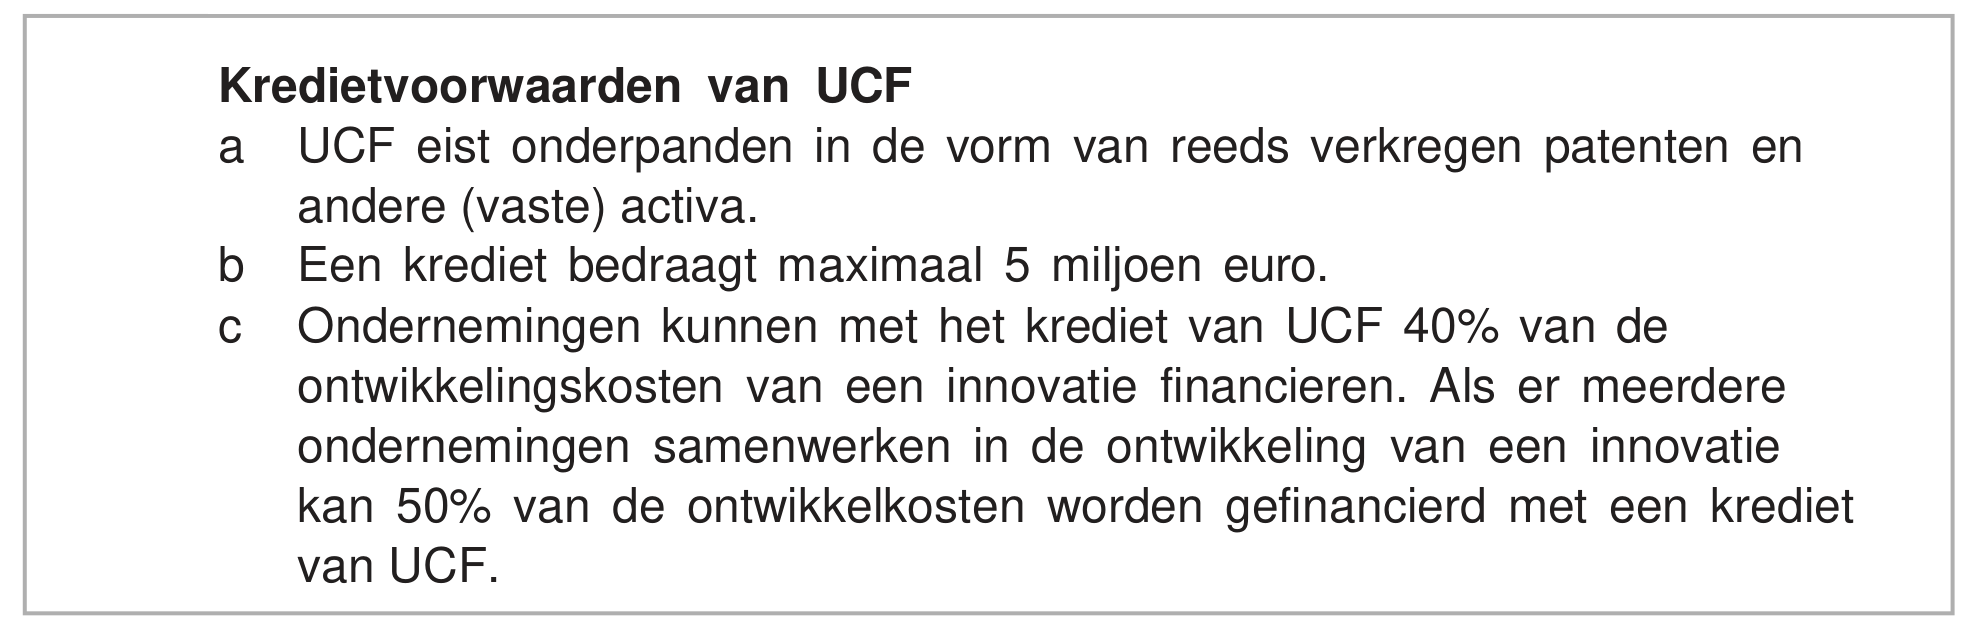 Kredietvoorwaarden van UCF
a UCF eist onderpanden in de vorm van reeds verkregen patenten en
andere (vaste) activa.
b Een krediet bedraagt maximaal 5 miljoen euro.
c Ondernemingen kunnen met het krediet van UCF 40% van de
ontwikkelingskosten van een innovatie financieren. Als er meerdere
ondernemingen samenwerken in de ontwikkeling van een innovatie
kan 50% van de ontwikkelkosten worden gefinancierd met een krediet
van UCF.